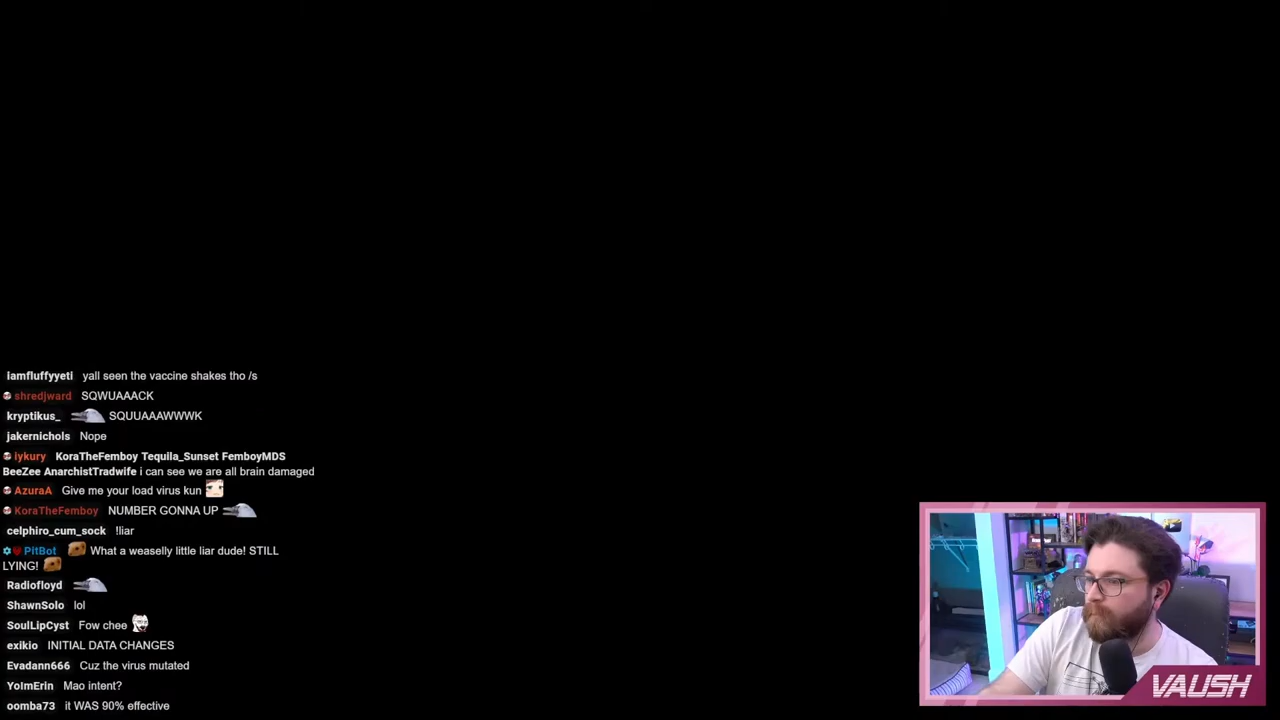 iamfluffyyeti yall seen the vaccine shakes tho /s
shredjward SQWUAAACK
kryptikus_ SQUUAAAWWWK
jakernichols Nope
iykury KoraTheFemboy Tequila_Sunset FemboyMDS
BeeZee AnarchistTradwife i can see we are all brain damaged
AzuraA Give me your load virus kun
KoraTheFemboy NUMBER GONNA UP
celphiro_cum_sock !liar
PitBot What a weaselly little liar dude! STILL
LYING!
Radiofloyd
ShawnSolo lol
SoulLipCyst Fow chee
exikio INITIAL DATA CHANGES
Evadann666 Cuz the virus mutated
YoImErin Mao intent?
oomba73 it WAS 90% effective
VAUSH